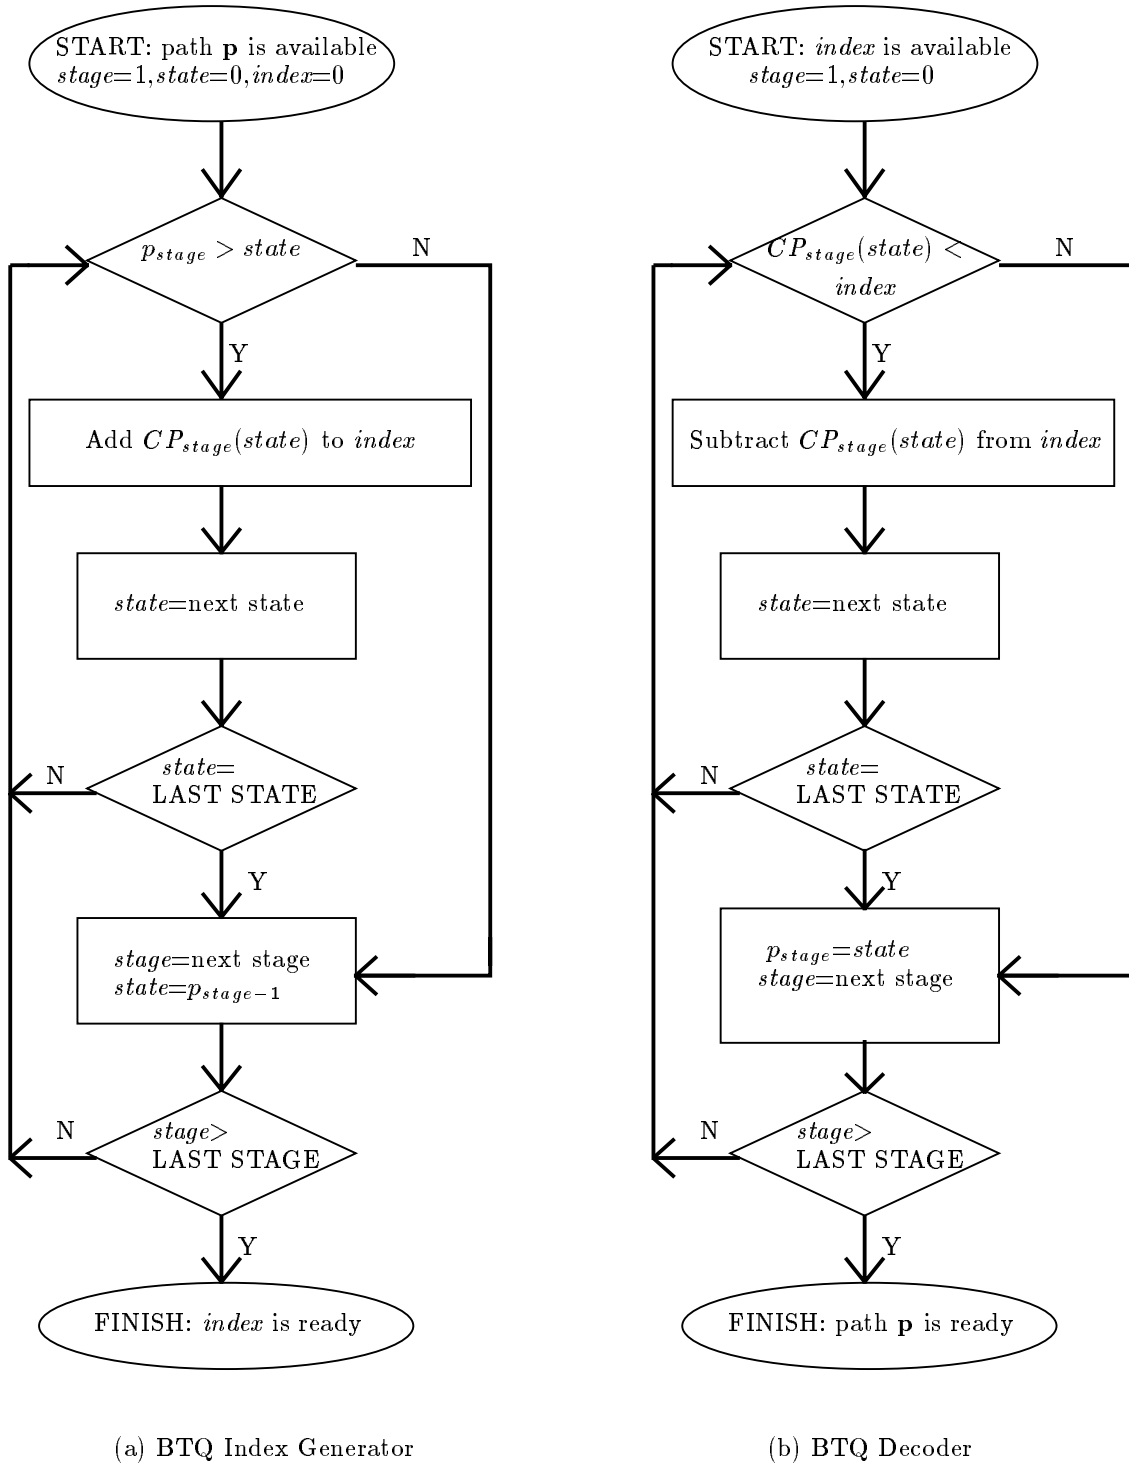 START: path p is available
stage=1,state=0,index=0
p_stage > state
N
Y
Add CP_stage(state) to index
state=next state
state=
LAST STATE
N
Y
stage=next stage
state=p_stage−1
stage>
LAST STAGE
N
Y
FINISH: index is ready
(a) BTQ Index Generator
START: index is available
stage=1,state=0
CP_stage(state) <
index
N
Y
Subtract CP_stage(state) from index
state=next state
state=
LAST STATE
N
Y
p_stage=state
stage=next stage
stage>
LAST STAGE
N
Y
FINISH: path p is ready
(b) BTQ Decoder